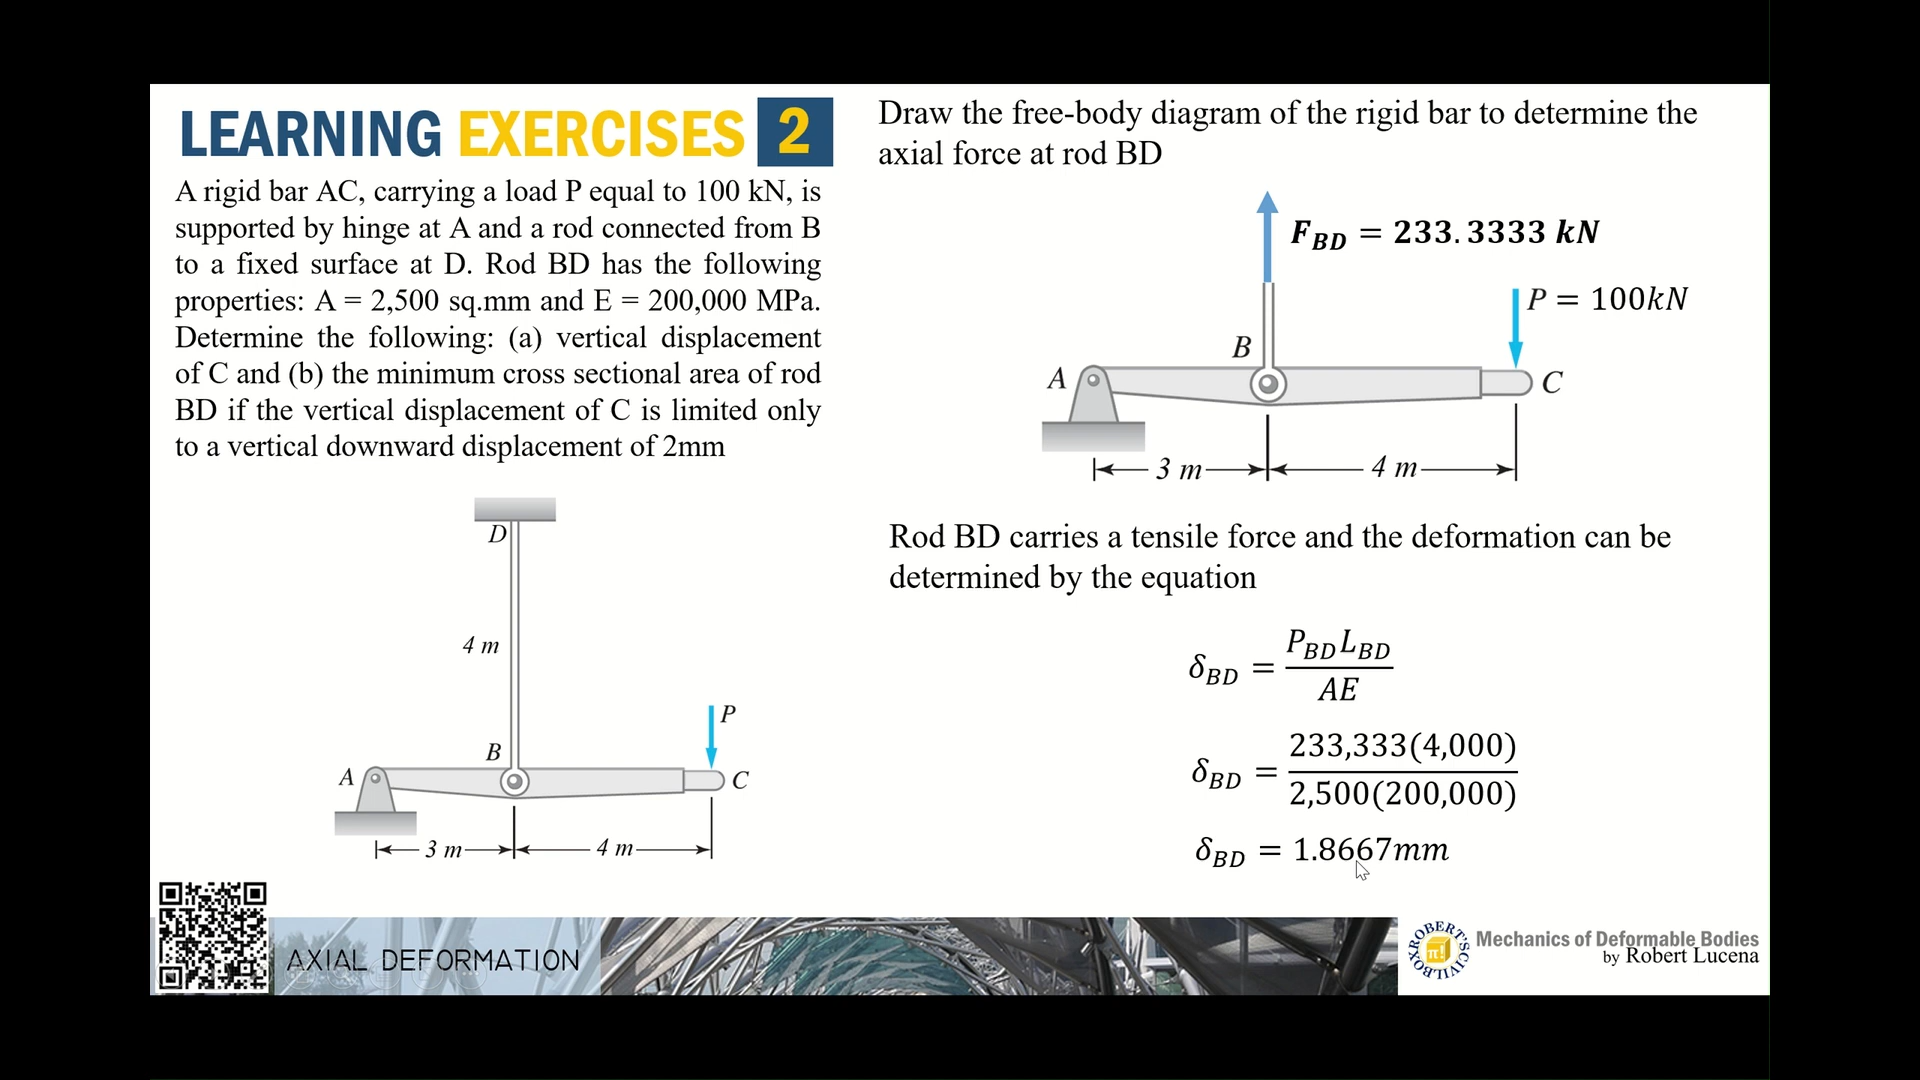 LEARNING EXERCISES 2
A rigid bar AC, carrying a load P equal to 100 kN, is
supported by hinge at A and a rod connected from B
to a fixed surface at D. Rod BD has the following
properties: A = 2,500 sq.mm and E = 200,000 MPa.
Determine the following: (a) vertical displacement
of C and (b) the minimum cross sectional area of rod
BD if the vertical displacement of C is limited only
to a vertical downward displacement of 2mm
D
4 m
P
B
A
C
3 m
4 m
Draw the free-body diagram of the rigid bar to determine the
axial force at rod BD
F_BD = 233.3333 kN
P = 100kN
B
A
C
3 m
4 m
Rod BD carries a tensile force and the deformation can be
determined by the equation
δ_BD = P_BD L_BD / AE
δ_BD = 233,333(4,000) / 2,500(200,000)
δ_BD = 1.8667mm
AXIAL DEFORMATION
ROBERT'S CIVILBOX
π!
Mechanics of Deformable Bodies
by Robert Lucena